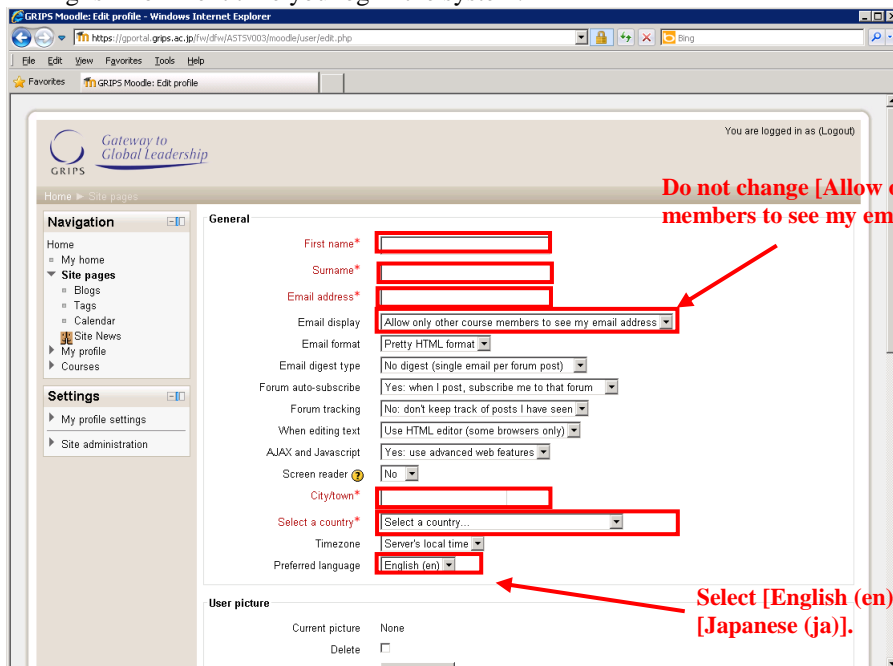 GRIPS Moodle: Edit profile - Windows Internet Explorer
https://gportal.grips.ac.jp/fw/dfw/ASTSV003/moodle/user/edit.php
Bing
File Edit View Favorites Tools Help
Favorites GRIPS Moodle: Edit profile
You are logged in as (Logout)
Gateway to
Global Leadership
GRIPS
Home ► Site pages
Do not change [Allow
members to see my em
Navigation
Home
My home
Site pages
Blogs
Tags
Calendar
Site News
My profile
Courses
Settings
My profile settings
Site administration
General
First name*
Surname*
Email address*
Email display Allow only other course members to see my email address
Email format Pretty HTML format
Email digest type No digest (single email per forum post)
Forum auto-subscribe Yes: when I post, subscribe me to that forum
Forum tracking No: don't keep track of posts I have seen
When editing text Use HTML editor (some browsers only)
AJAX and Javascript Yes: use advanced web features
Screen reader No
City/town*
Select a country* Select a country...
Timezone Server's local time
Preferred language English (en)
Select [English (en)
[Japanese (ja)].
User picture
Current picture None
Delete